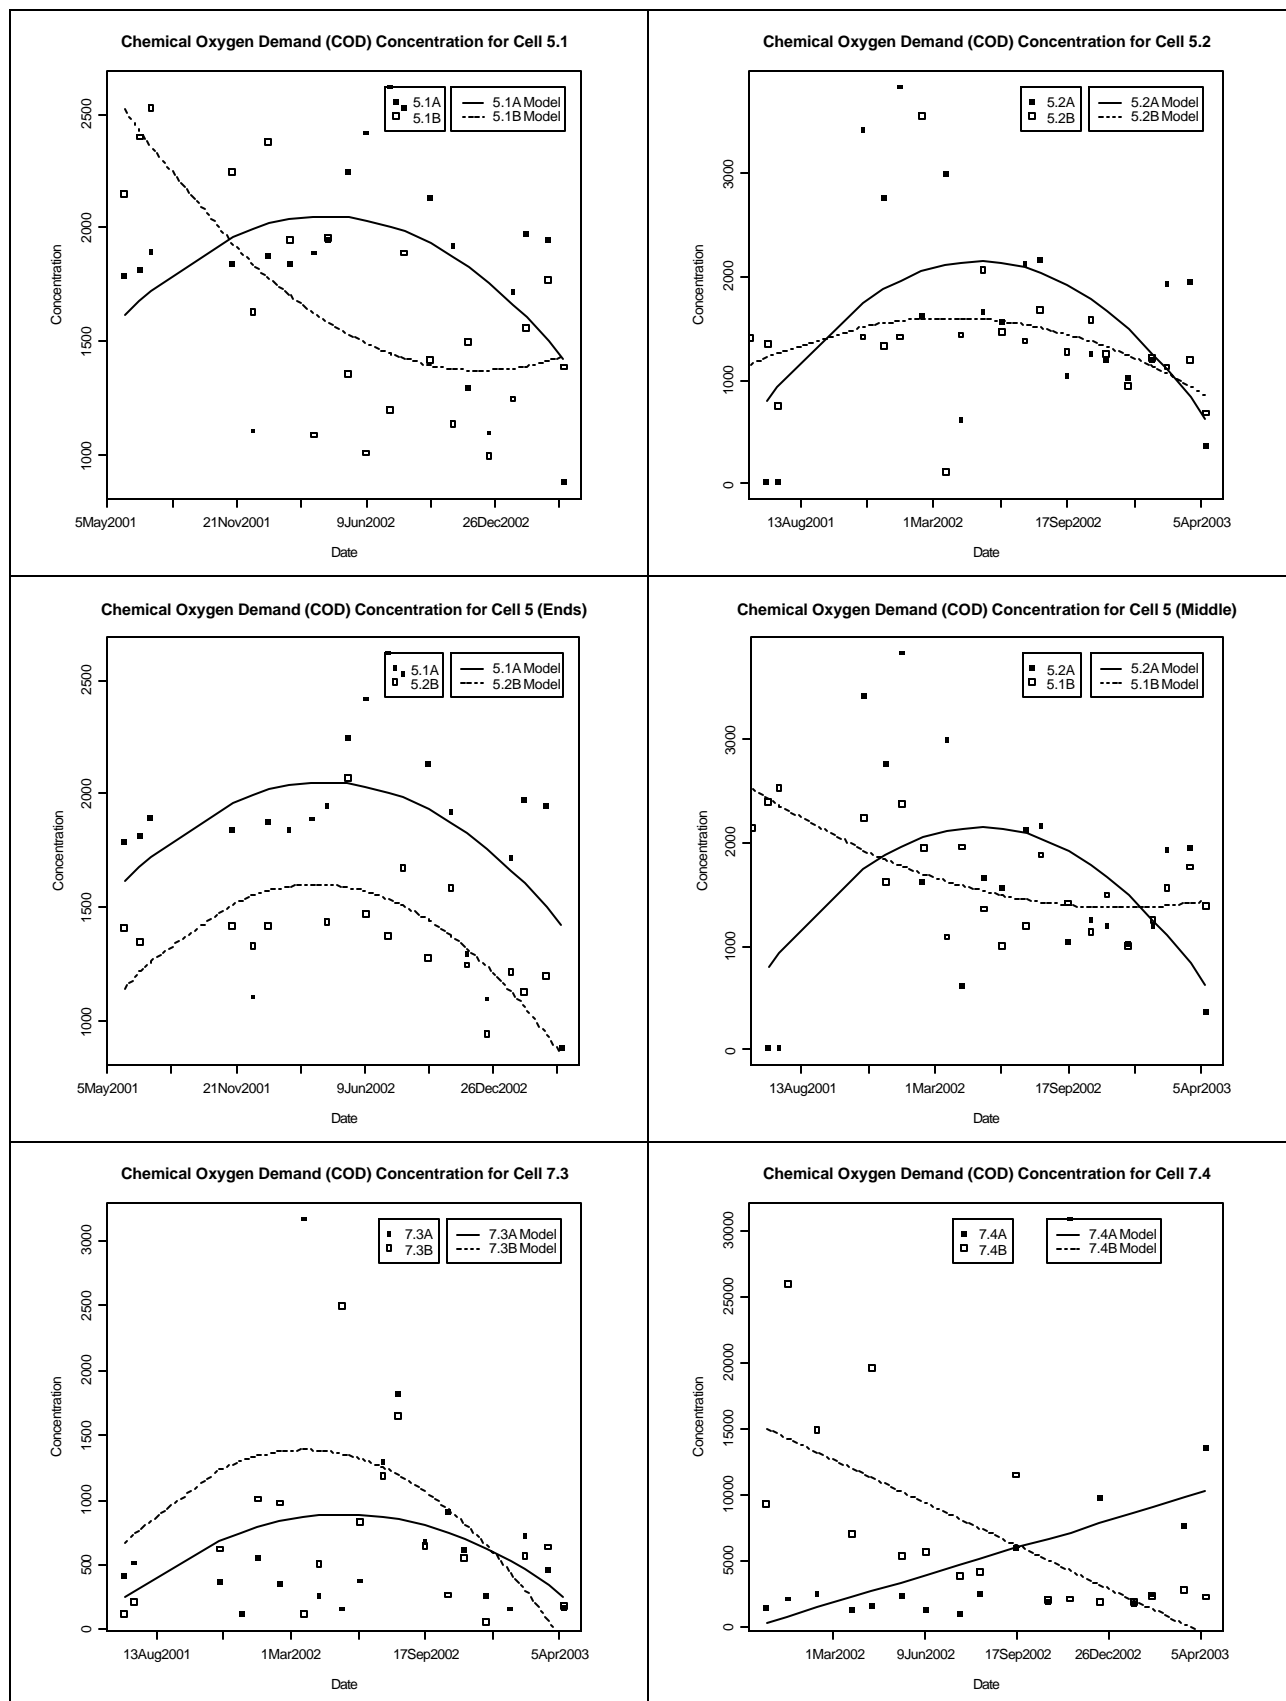 Chemical Oxygen Demand (COD) Concentration for Cell 5.1
5.1A
5.1B
5.1A Model
5.1B Model
Concentration
2500
2000
1500
1000
5May2001 21Nov2001 9Jun2002 26Dec2002
Date
Chemical Oxygen Demand (COD) Concentration for Cell 5.2
5.2A
5.2B
5.2A Model
5.2B Model
Concentration
3000
2000
1000
0
13Aug2001 1Mar2002 17Sep2002 5Apr2003
Date
Chemical Oxygen Demand (COD) Concentration for Cell 5 (Ends)
5.1A
5.2B
5.1A Model
5.2B Model
Concentration
2500
2000
1500
1000
5May2001 21Nov2001 9Jun2002 26Dec2002
Date
Chemical Oxygen Demand (COD) Concentration for Cell 5 (Middle)
5.2A
5.1B
5.2A Model
5.1B Model
Concentration
3000
2000
1000
0
13Aug2001 1Mar2002 17Sep2002 5Apr2003
Date
Chemical Oxygen Demand (COD) Concentration for Cell 7.3
7.3A
7.3B
7.3A Model
7.3B Model
Concentration
3000
2500
2000
1500
1000
500
0
13Aug2001 1Mar2002 17Sep2002 5Apr2003
Date
Chemical Oxygen Demand (COD) Concentration for Cell 7.4
7.4A
7.4B
7.4A Model
7.4B Model
Concentration
30000
25000
20000
15000
10000
5000
0
1Mar2002 9Jun2002 17Sep2002 26Dec2002 5Apr2003
Date